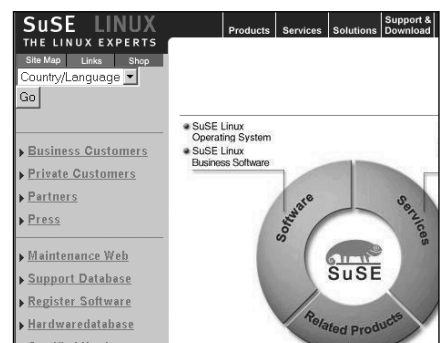 SuSE LINUX
THE LINUX EXPERTS
Products Services Solutions Support & Download
Site Map Links Shop
Country/Language
Go
SuSE Linux
Operating System
SuSE Linux
Business Software
Business Customers
Private Customers
Partners
Press
Maintenance Web
Support Database
Register Software
Hardwaredatabase
Software
Services
SuSE
Related Products